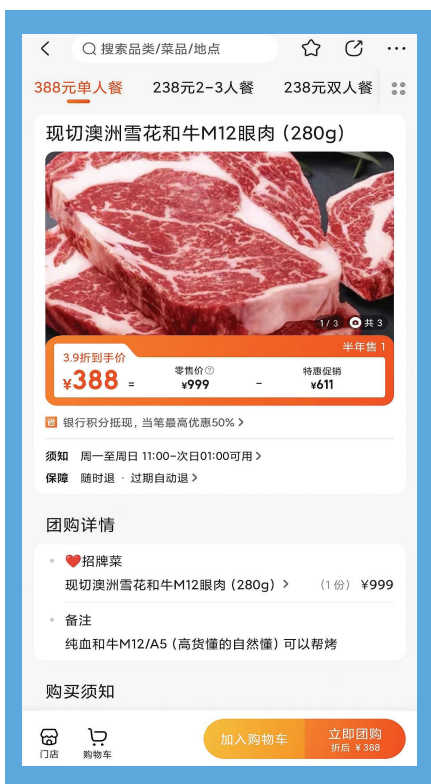 搜索品类/菜品/地点
388元单人餐 238元2-3人餐 238元双人餐
现切澳洲雪花和牛M12眼肉（280g）
1/3 共3
半年售 1
3.9折到手价
¥388 = 零售价? ¥999 - 特惠促销 ¥611
省 银行积分抵现，当笔最高优惠50% >
须知 周一至周日 11:00-次日01:00可用 >
保障 随时退 · 过期自动退 >
团购详情
❤️招牌菜
现切澳洲雪花和牛M12眼肉（280g） > （1份） ¥999
备注
纯血和牛M12/A5（高货懂的自然懂）可以帮烤
购买须知
门店 购物车 加入购物车 立即团购
折后 ¥388